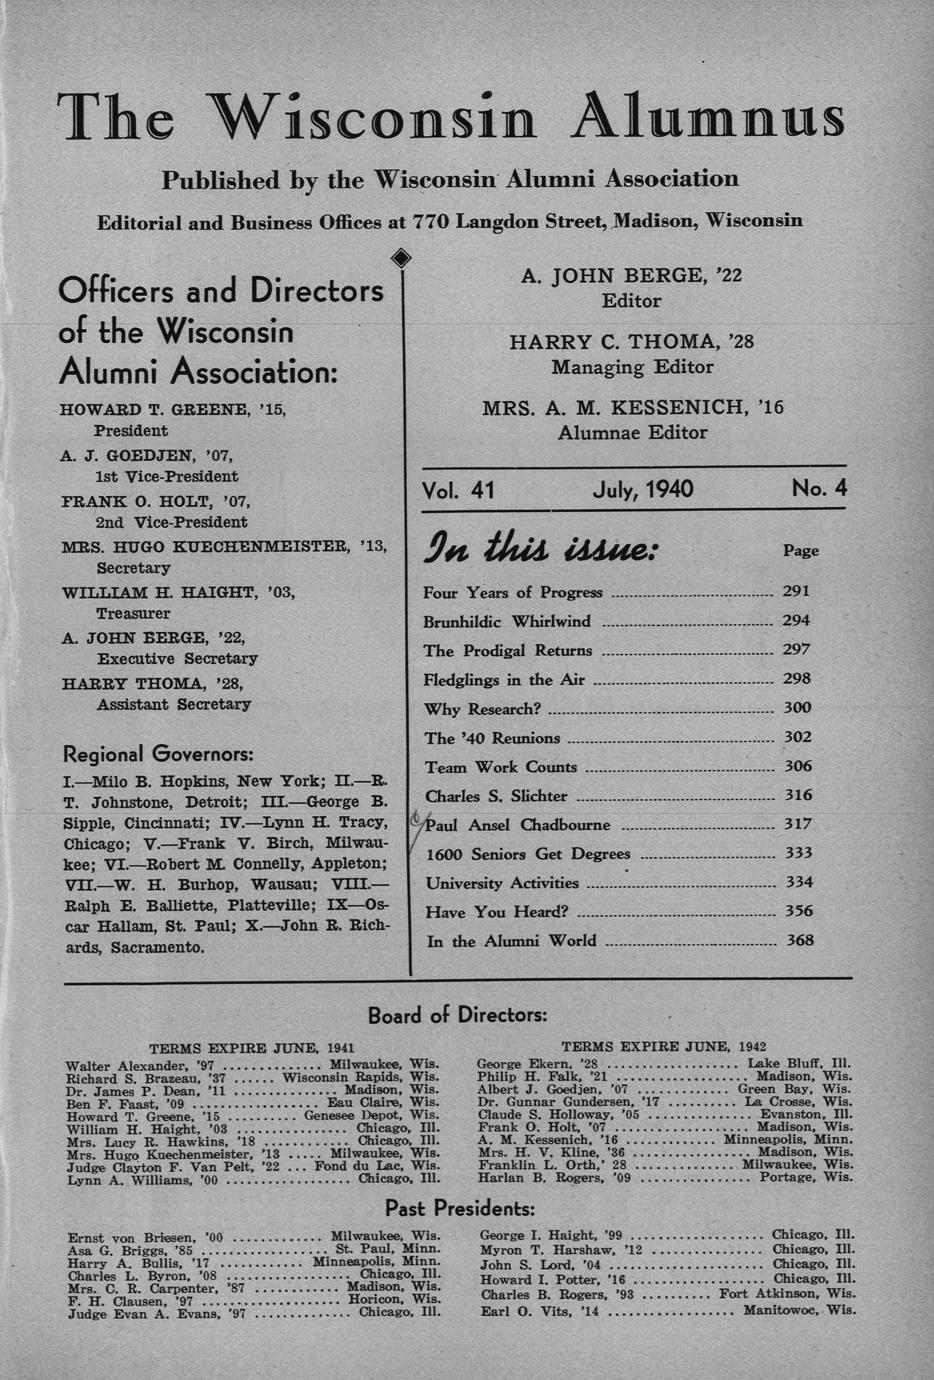 The Wisconsin Alumnus
Published by the Wisconsin Alumni Association
Editorial and Business Offices at 770 Langdon Street, Madison, Wisconsin
Officers and Directors
of the Wisconsin
Alumni Association:
HOWARD T. GREENE, '15,
President
A. J. GOEDJEN, '07,
1st Vice-President
FRANK O. HOLT, '07,
2nd Vice-President
MRS. HUGO KUECHENMEISTER, '13,
Secretary
WILLIAM H. HAIGHT, '03,
Treasurer
A. JOHN BERGE, '22,
Executive Secretary
HARRY THOMA, '28,
Assistant Secretary
Regional Governors:
I.—Milo B. Hopkins, New York; II.—R.
T. Johnstone, Detroit; III.—George B.
Sipple, Cincinnati; IV.—Lynn H. Tracy,
Chicago; V.—Frank V. Birch, Milwau-
kee; VI.—Robert M. Connelly, Appleton;
VII.—W. H. Burhop, Wausau; VIII.—
Ralph E. Balliette, Platteville; IX—Os-
car Hallam, St. Paul; X.—John R. Rich-
ards, Sacramento.
A. JOHN BERGE, '22
Editor
HARRY C. THOMA, '28
Managing Editor
MRS. A. M. KESSENICH, '16
Alumnae Editor
Vol. 41 July, 1940 No. 4
In this issue: Page
Four Years of Progress ........ 291
Brunhildic Whirlwind ........ 294
The Prodigal Returns ........ 297
Fledglings in the Air ........ 298
Why Research? ........ 300
The '40 Reunions ........ 302
Team Work Counts ........ 306
Charles S. Slichter ........ 316
Paul Ansel Chadbourne ........ 317
1600 Seniors Get Degrees ........ 333
University Activities ........ 334
Have You Heard? ........ 356
In the Alumni World ........ 368
Board of Directors:
TERMS EXPIRE JUNE, 1941
Walter Alexander, '97 ........ Milwaukee, Wis.
Richard S. Brazeau, '37 ...... Wisconsin Rapids, Wis.
Dr. James P. Dean, '11 ........ Madison, Wis.
Ben F. Faast, '09 ........ Eau Claire, Wis.
Howard T. Greene, '15 ........ Genesee Depot, Wis.
William H. Haight, '03 ........ Chicago, Ill.
Mrs. Lucy R. Hawkins, '18 ........ Chicago, Ill.
Mrs. Hugo Kuechenmeister, '13 ..... Milwaukee, Wis.
Judge Clayton F. Van Pelt, '22 ... Fond du Lac, Wis.
Lynn A. Williams, '00 ........ Chicago, Ill.
TERMS EXPIRE JUNE, 1942
George Ekern, '28 ........ Lake Bluff, Ill.
Philip H. Falk, '21 ........ Madison, Wis.
Albert J. Goedjen, '07 ........ Green Bay, Wis.
Dr. Gunnar Gundersen, '17 ........ La Crosse, Wis.
Claude S. Holloway, '05 ........ Evanston, Ill.
Frank O. Holt, '07 ........ Madison, Wis.
A. M. Kessenich, '16 ........ Minneapolis, Minn.
Mrs. H. V. Kline, '36 ........ Madison, Wis.
Franklin L. Orth,' 28 ........ Milwaukee, Wis.
Harlan B. Rogers, '09 ........ Portage, Wis.
Past Presidents:
Ernst von Briesen, '00 ........ Milwaukee, Wis.
Asa G. Briggs, '85 ........ St. Paul, Minn.
Harry A. Bullis, '17 ........ Minneapolis, Minn.
Charles L. Byron, '08 ........ Chicago, Ill.
Mrs. C. R. Carpenter, '87 ........ Madison, Wis.
F. H. Clausen, '97 ........ Horicon, Wis.
Judge Evan A. Evans, '97 ........ Chicago, Ill.
George I. Haight, '99 ........ Chicago, Ill.
Myron T. Harshaw, '12 ........ Chicago, Ill.
John S. Lord, '04 ........ Chicago, Ill.
Howard I. Potter, '16 ........ Chicago, Ill.
Charles B. Rogers, '93 ........ Fort Atkinson, Wis.
Earl O. Vits, '14 ........ Manitowoc, Wis.